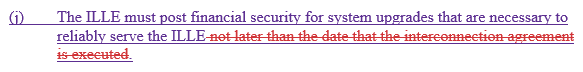 (j) The ILLE must post financial security for system upgrades that are necessary to
reliably serve the ILLE not later than the date that the interconnection agreement
is executed.